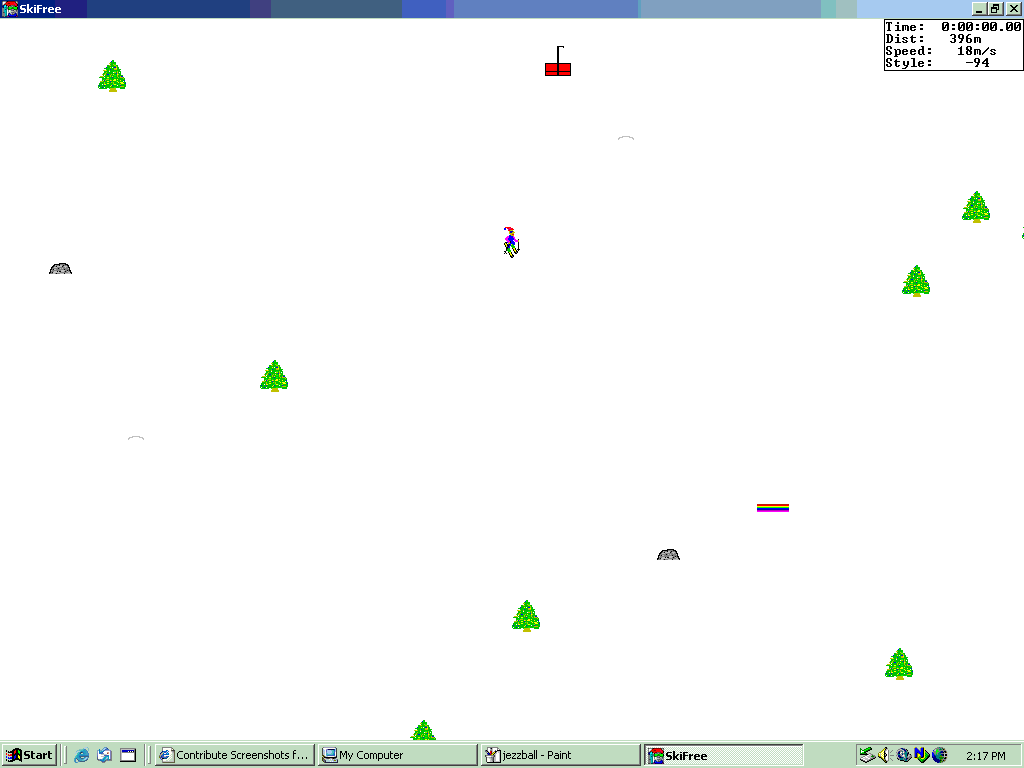 SkiFree
Time: 0:00:00.00
Dist: 396m
Speed: 18m/s
Style: -94
Start
Contribute Screenshots f...
My Computer
jezzball - Paint
SkiFree
2:17 PM